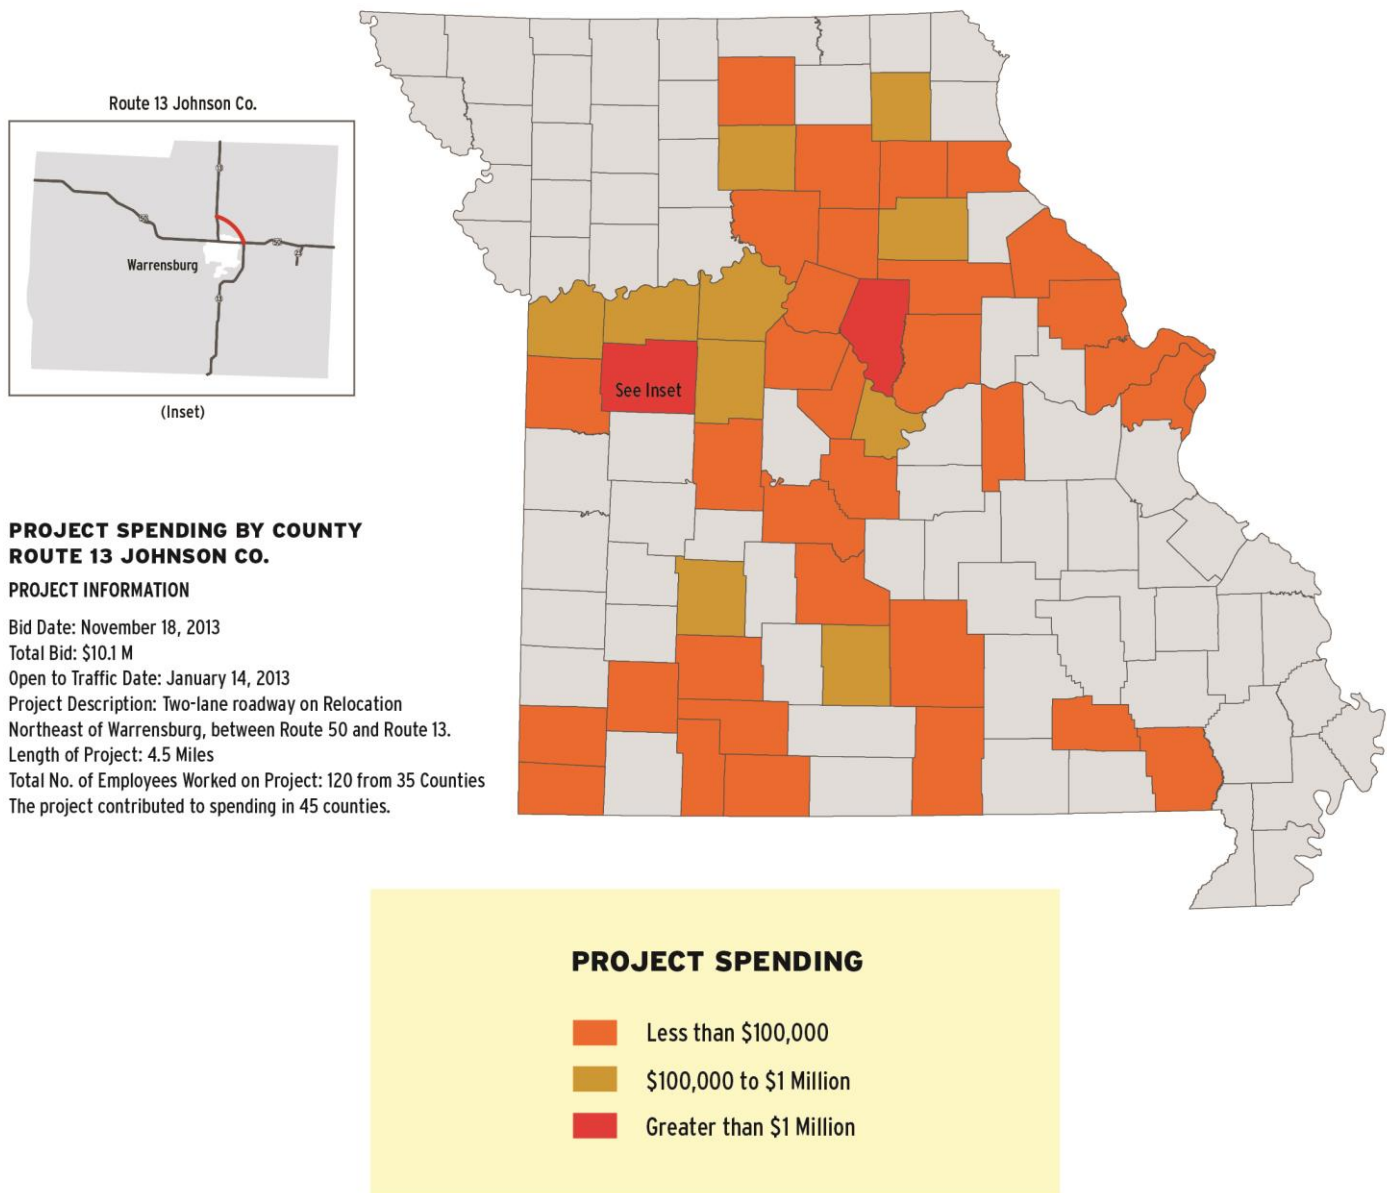 Route 13 Johnson Co.
Warrensburg
(Inset)
See Inset
PROJECT SPENDING BY COUNTY
ROUTE 13 JOHNSON CO.
PROJECT INFORMATION
Bid Date: November 18, 2013
Total Bid: $10.1 M
Open to Traffic Date: January 14, 2013
Project Description: Two-lane roadway on Relocation
Northeast of Warrensburg, between Route 50 and Route 13.
Length of Project: 4.5 Miles
Total No. of Employees Worked on Project: 120 from 35 Counties
The project contributed to spending in 45 counties.
PROJECT SPENDING
Less than $100,000
$100,000 to $1 Million
Greater than $1 Million